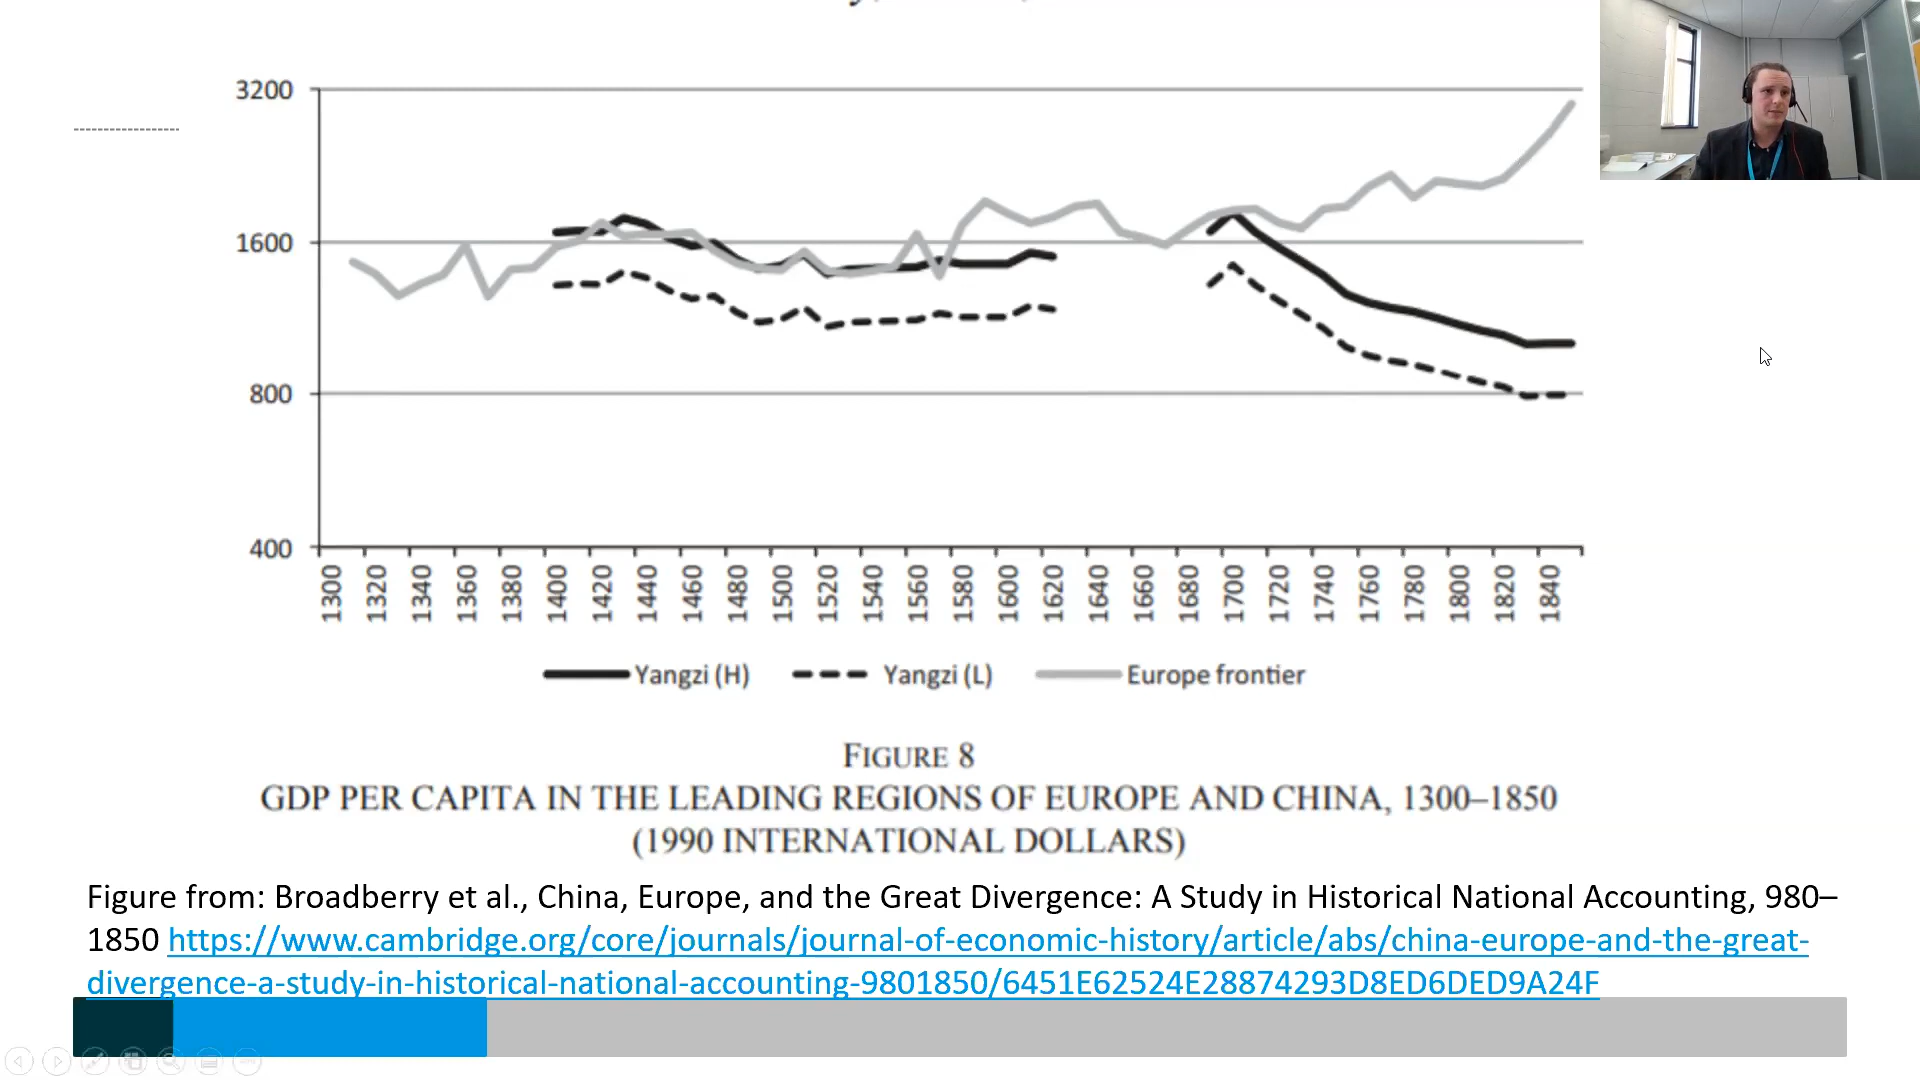 3200
1600
800
400
1300 1320 1340 1360 1380 1400 1420 1440 1460 1480 1500 1520 1540 1560 1580 1600 1620 1640 1660 1680 1700 1720 1740 1760 1780 1800 1820 1840
Yangzi (H) Yangzi (L) Europe frontier
FIGURE 8
GDP PER CAPITA IN THE LEADING REGIONS OF EUROPE AND CHINA, 1300–1850
(1990 INTERNATIONAL DOLLARS)
Figure from: Broadberry et al., China, Europe, and the Great Divergence: A Study in Historical National Accounting, 980–
1850 https://www.cambridge.org/core/journals/journal-of-economic-history/article/abs/china-europe-and-the-great-
divergence-a-study-in-historical-national-accounting-9801850/6451E62524E28874293D8ED6DED9A24F